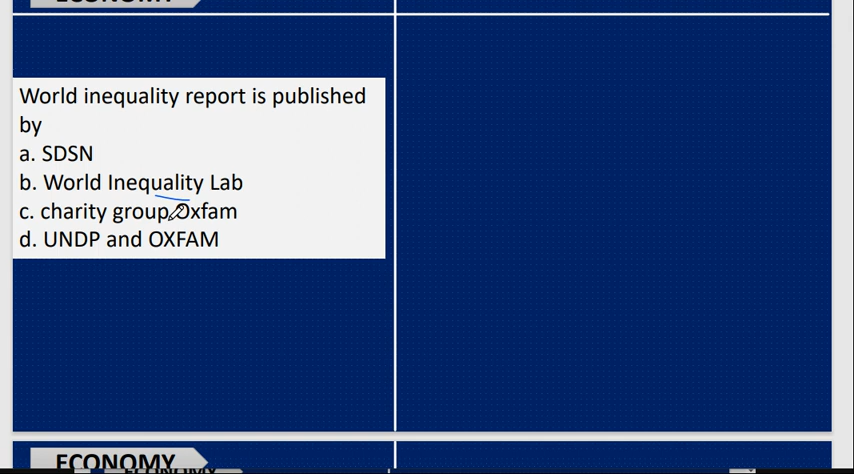 ECONOMY
World inequality report is published
by
a. SDSN
b. World Inequality Lab
c. charity group Oxfam
d. UNDP and OXFAM
ECONOMY